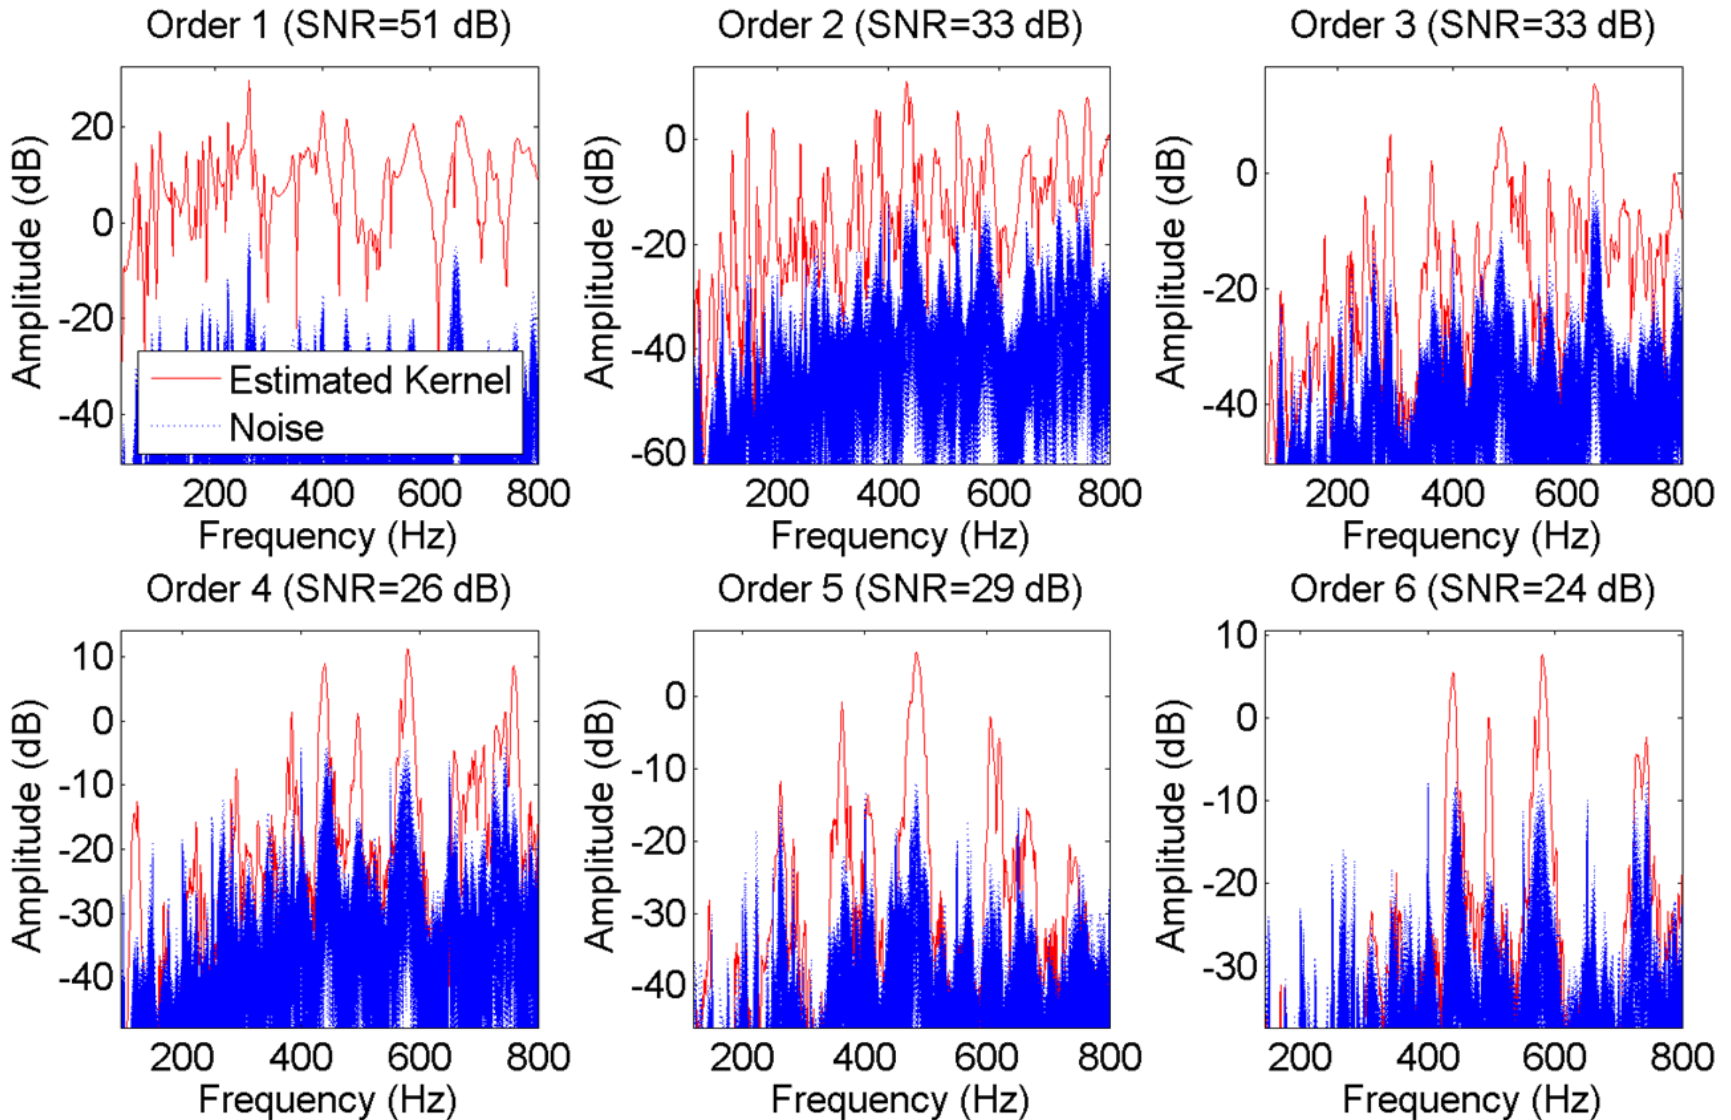 Order 1 (SNR=51 dB)
Order 2 (SNR=33 dB)
Order 3 (SNR=33 dB)
Amplitude (dB)
20
0
-20
-40
Estimated Kernel
Noise
200 400 600 800
Frequency (Hz)
Amplitude (dB)
0
-20
-40
-60
200 400 600 800
Frequency (Hz)
Amplitude (dB)
0
-20
-40
200 400 600 800
Frequency (Hz)
Order 4 (SNR=26 dB)
Order 5 (SNR=29 dB)
Order 6 (SNR=24 dB)
Amplitude (dB)
10
0
-10
-20
-30
-40
200 400 600 800
Frequency (Hz)
Amplitude (dB)
0
-10
-20
-30
-40
200 400 600 800
Frequency (Hz)
Amplitude (dB)
10
0
-10
-20
-30
200 400 600 800
Frequency (Hz)